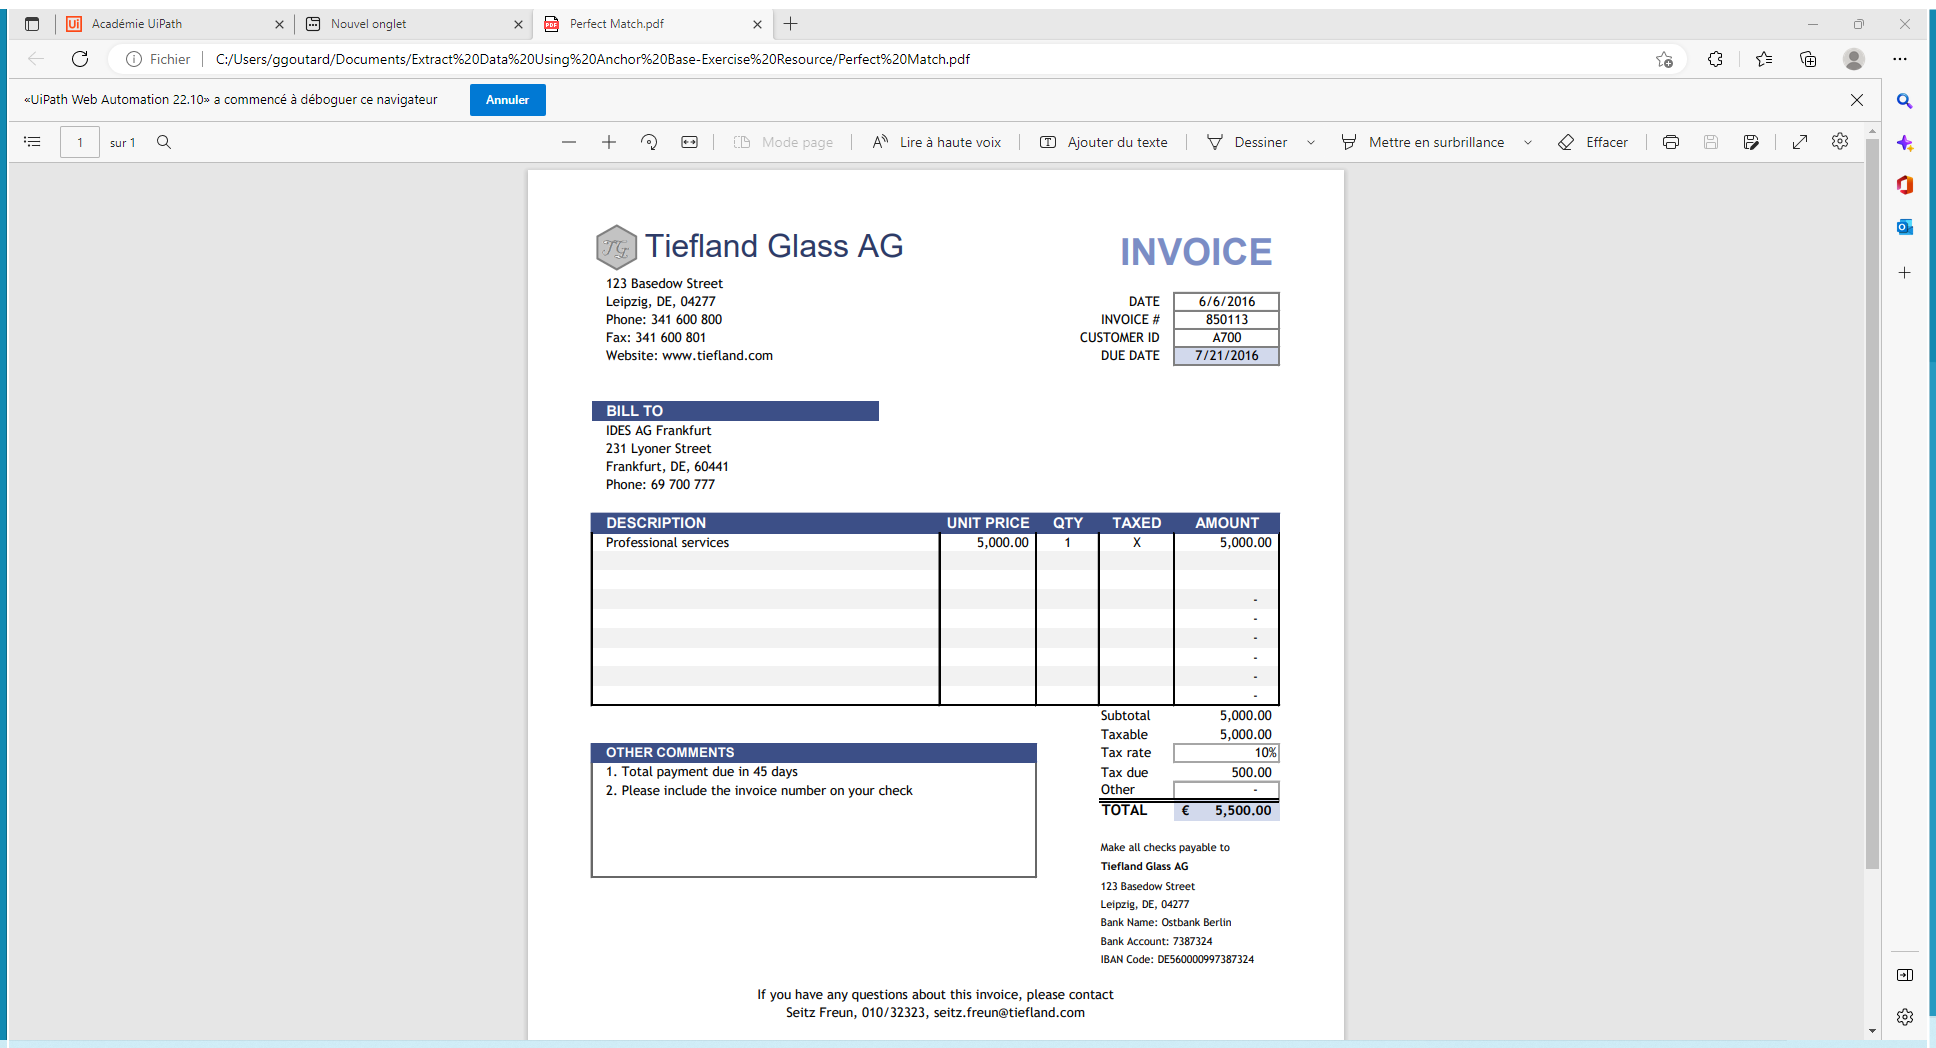 Académie UiPath
Nouvel onglet
Perfect Match.pdf
Fichier
C:/Users/ggoutard/Documents/Extract%20Data%20Using%20Anchor%20Base-Exercise%20Resource/Perfect%20Match.pdf
«UiPath Web Automation 22.10» a commencé à déboguer ce navigateur
Annuler
1 sur 1
Mode page
Lire à haute voix
Ajouter du texte
Dessiner
Mettre en surbrillance
Effacer
TG Tiefland Glass AG
INVOICE
123 Basedow Street
Leipzig, DE, 04277
Phone: 341 600 800
Fax: 341 600 801
Website: www.tiefland.com
DATE 6/6/2016
INVOICE # 850113
CUSTOMER ID A700
DUE DATE 7/21/2016
BILL TO
IDES AG Frankfurt
231 Lyoner Street
Frankfurt, DE, 60441
Phone: 69 700 777
DESCRIPTION UNIT PRICE QTY TAXED AMOUNT
Professional services 5,000.00 1 X 5,000.00
-
-
-
-
-
-
Subtotal 5,000.00
Taxable 5,000.00
Tax rate 10%
Tax due 500.00
Other -
TOTAL € 5,500.00
OTHER COMMENTS
1. Total payment due in 45 days
2. Please include the invoice number on your check
Make all checks payable to
Tiefland Glass AG
123 Basedow Street
Leipzig, DE, 04277
Bank Name: Ostbank Berlin
Bank Account: 7387324
IBAN Code: DE560000997387324
If you have any questions about this invoice, please contact
Seitz Freun, 010/32323, seitz.freun@tiefland.com